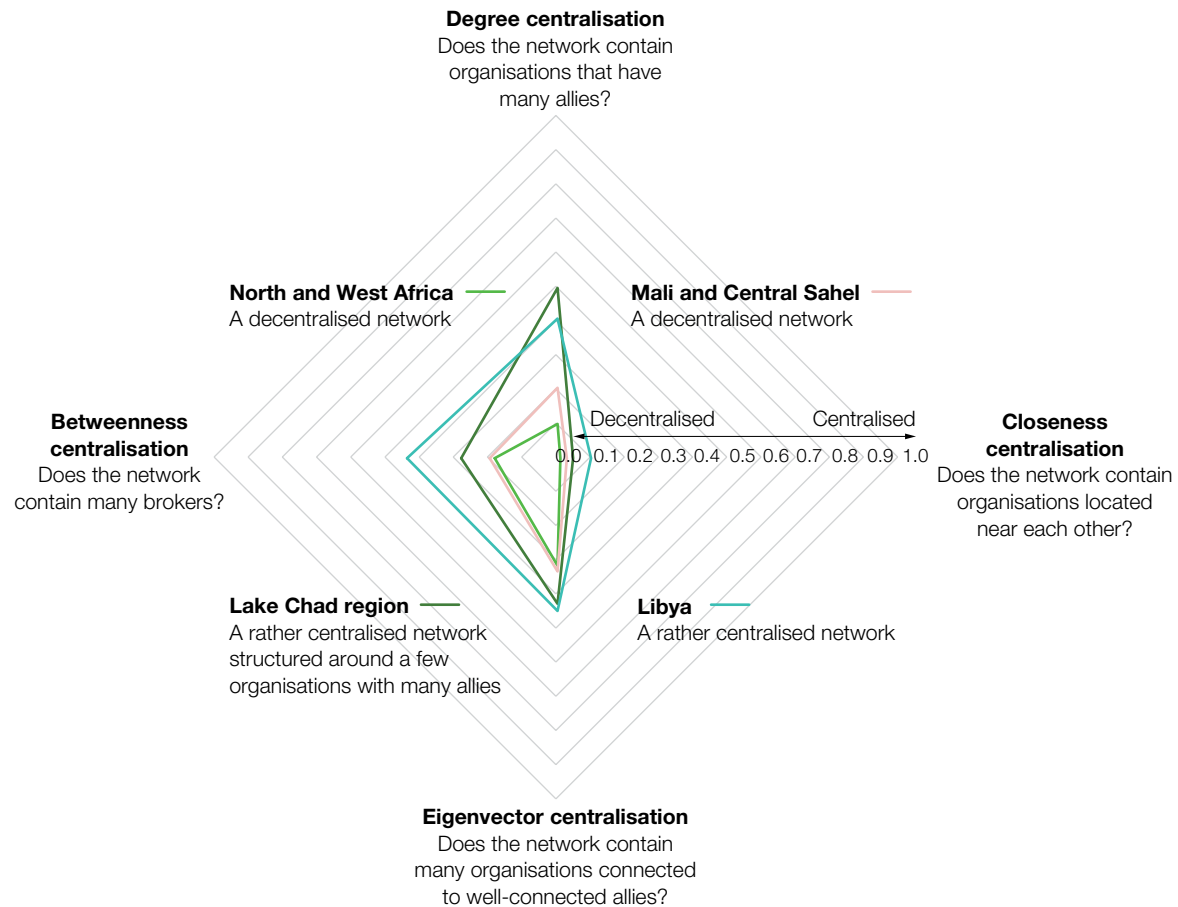 Degree centralisation
Does the network contain
organisations that have
many allies?
North and West Africa
A decentralised network
Mali and Central Sahel
A decentralised network
Betweenness
centralisation
Does the network
contain many brokers?
Decentralised
Centralised
0.0 0.1 0.2 0.3 0.4 0.5 0.6 0.7 0.8 0.9 1.0
Closeness
centralisation
Does the network contain
organisations located
near each other?
Lake Chad region
A rather centralised network
structured around a few
organisations with many allies
Libya
A rather centralised network
Eigenvector centralisation
Does the network contain
many organisations connected
to well-connected allies?